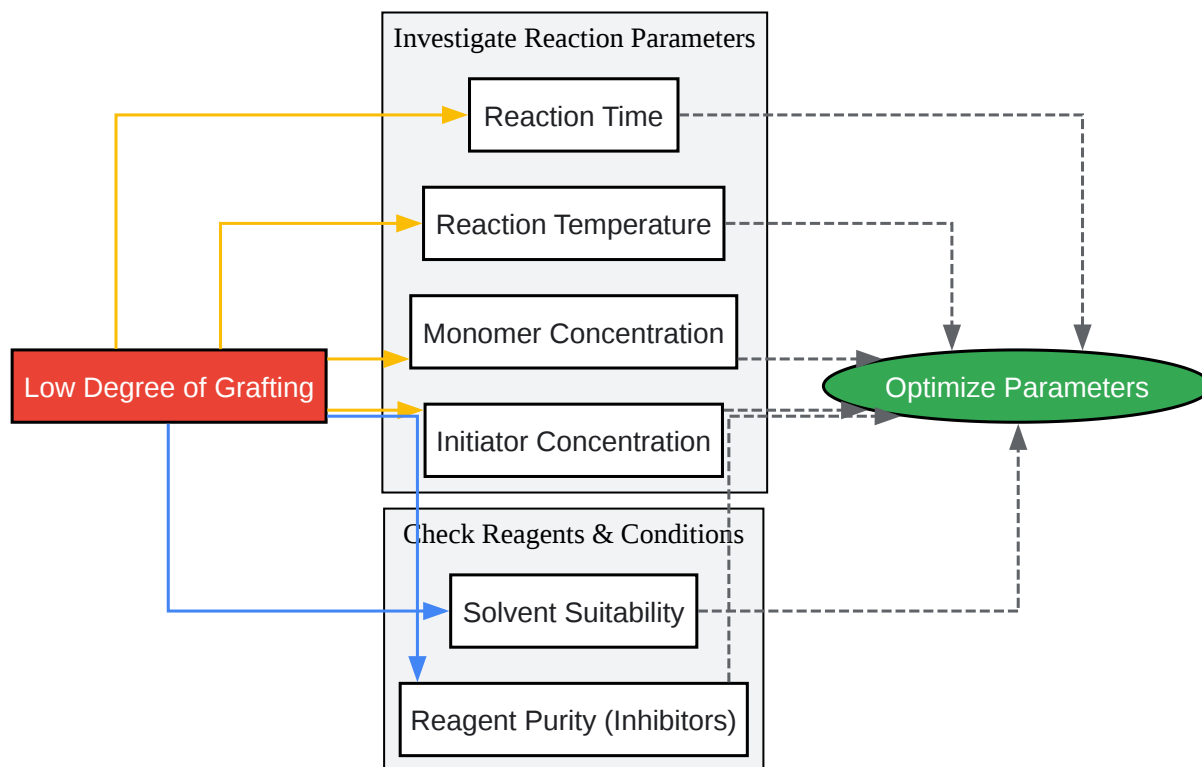 Investigate Reaction Parameters
Reaction Time
Reaction Temperature
Monomer Concentration
Low Degree of Grafting
Optimize Parameters
Initiator Concentration
Check Reagents & Conditions
Solvent Suitability
Reagent Purity (Inhibitors)